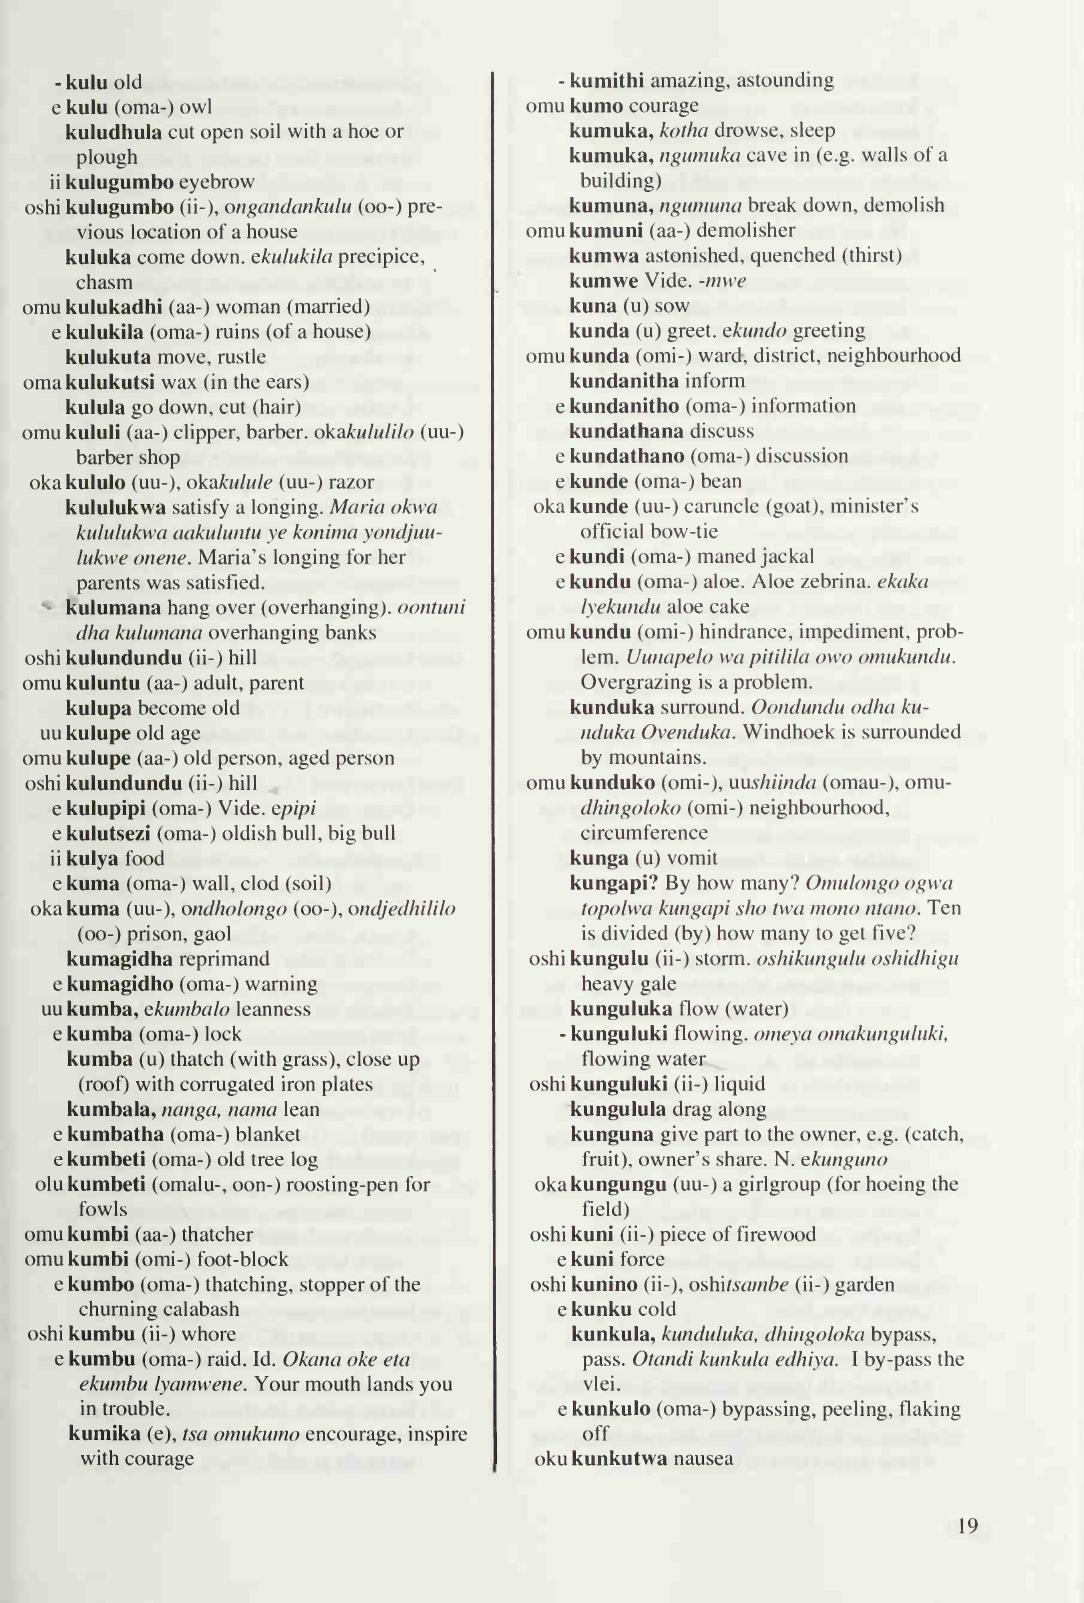 - kulu old
e kulu (oma-) owl
kuludhula cut open soil with a hoe or
plough
ii kulugumbo eyebrow
oshi kulugumbo (ii-), ongandankulu (oo-) pre-
vious location of a house
kuluka come down. ekulukila precipice,
chasm
omu kulukadhi (aa-) woman (married)
e kulukila (oma-) ruins (of a house)
kulukuta move, rustle
oma kulukutsi wax (in the ears)
kulula go down, cut (hair)
omu kululi (aa-) clipper, barber. okakululilo (uu-)
barber shop
oka kululo (uu-), okakulule (uu-) razor
kululukwa satisfy a longing. Maria okwa
kululukwa aakuluntu ye konima yondjuu-
lukwe onene. Maria's longing for her
parents was satisfied.
kulumana hang over (overhanging). oontuni
dha kulumana overhanging banks
oshi kulundundu (ii-) hill
omu kuluntu (aa-) adult, parent
kulupa become old
uu kulupe old age
omu kulupe (aa-) old person, aged person
oshi kulundundu (ii-) hill
e kulupipi (oma-) Vide. epipi
e kulutsezi (oma-) oldish bull, big bull
ii kulya food
e kuma (oma-) wall, clod (soil)
oka kuma (uu-), ondholongo (oo-), ondjedhililo
(oo-) prison, gaol
kumagidha reprimand
e kumagidho (oma-) warning
uu kumba, ekumbalo leanness
e kumba (oma-) lock
kumba (u) thatch (with grass), close up
(roof) with corrugated iron plates
kumbala, nanga, nama lean
e kumbatha (oma-) blanket
e kumbeti (oma-) old tree log
olu kumbeti (omalu-, oon-) roosting-pen for
fowls
omu kumbi (aa-) thatcher
omu kumbi (omi-) foot-block
e kumbo (oma-) thatching, stopper of the
churning calabash
oshi kumbu (ii-) whore
e kumbu (oma-) raid. Id. Okana oke eta
ekumbu lyamwene. Your mouth lands you
in trouble.
kumika (e), tsa omukumo encourage, inspire
with courage
- kumithi amazing, astounding
omu kumo courage
kumuka, kotha drowse, sleep
kumuka, ngumuka cave in (e.g. walls of a
building)
kumuna, ngumuna break down, demolish
omu kumuni (aa-) demolisher
kumwa astonished, quenched (thirst)
kumwe Vide. -mwe
kuna (u) sow
kunda (u) greet. ekundo greeting
omu kunda (omi-) ward, district, neighbourhood
kundanitha inform
e kundanitho (oma-) information
kundathana discuss
e kundathano (oma-) discussion
e kunde (oma-) bean
oka kunde (uu-) caruncle (goat), minister's
official bow-tie
e kundi (oma-) maned jackal
e kundu (oma-) aloe. Aloe zebrina. ekaka
lyekundu aloe cake
omu kundu (omi-) hindrance, impediment, prob-
lem. Uunapelo wa pitilila owo omukundu.
Overgrazing is a problem.
kunduka surround. Oondundu odha ku-
nduka Ovenduka. Windhoek is surrounded
by mountains.
omu kunduko (omi-), uushiinda (omau-), omu-
dhingoloko (omi-) neighbourhood,
circumference
kunga (u) vomit
kungapi? By how many? Omulongo ogwa
topolwa kungapi sho twa mono ntano. Ten
is divided (by) how many to get five?
oshi kungulu (ii-) storm. oshikungulu oshidhigu
heavy gale
kunguluka flow (water)
- kunguluki flowing. omeya omakunguluki,
flowing water
oshi kunguluki (ii-) liquid
kungulula drag along
kunguna give part to the owner, e.g. (catch,
fruit), owner's share. N. ekunguno
oka kungungu (uu-) a girlgroup (for hoeing the
field)
oshi kuni (ii-) piece of firewood
e kuni force
oshi kunino (ii-), oshitsambe (ii-) garden
e kunku cold
kunkula, kunduluka, dhingoloka bypass,
pass. Otandi kunkula edhiya. I by-pass the
vlei.
e kunkulo (oma-) bypassing, peeling, flaking
off
oku kunkutwa nausea
19